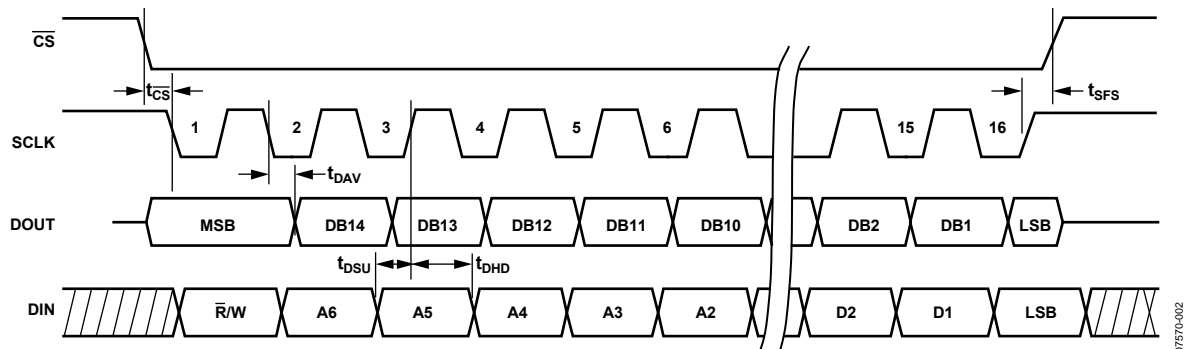 CS
tCS
tSFS
SCLK
1 2 3 4 5 6 15 16
tDAV
DOUT
MSB DB14 DB13 DB12 DB11 DB10 DB2 DB1 LSB
tDSU tDHD
DIN
R/W A6 A5 A4 A3 A2 D2 D1 LSB
07570-002